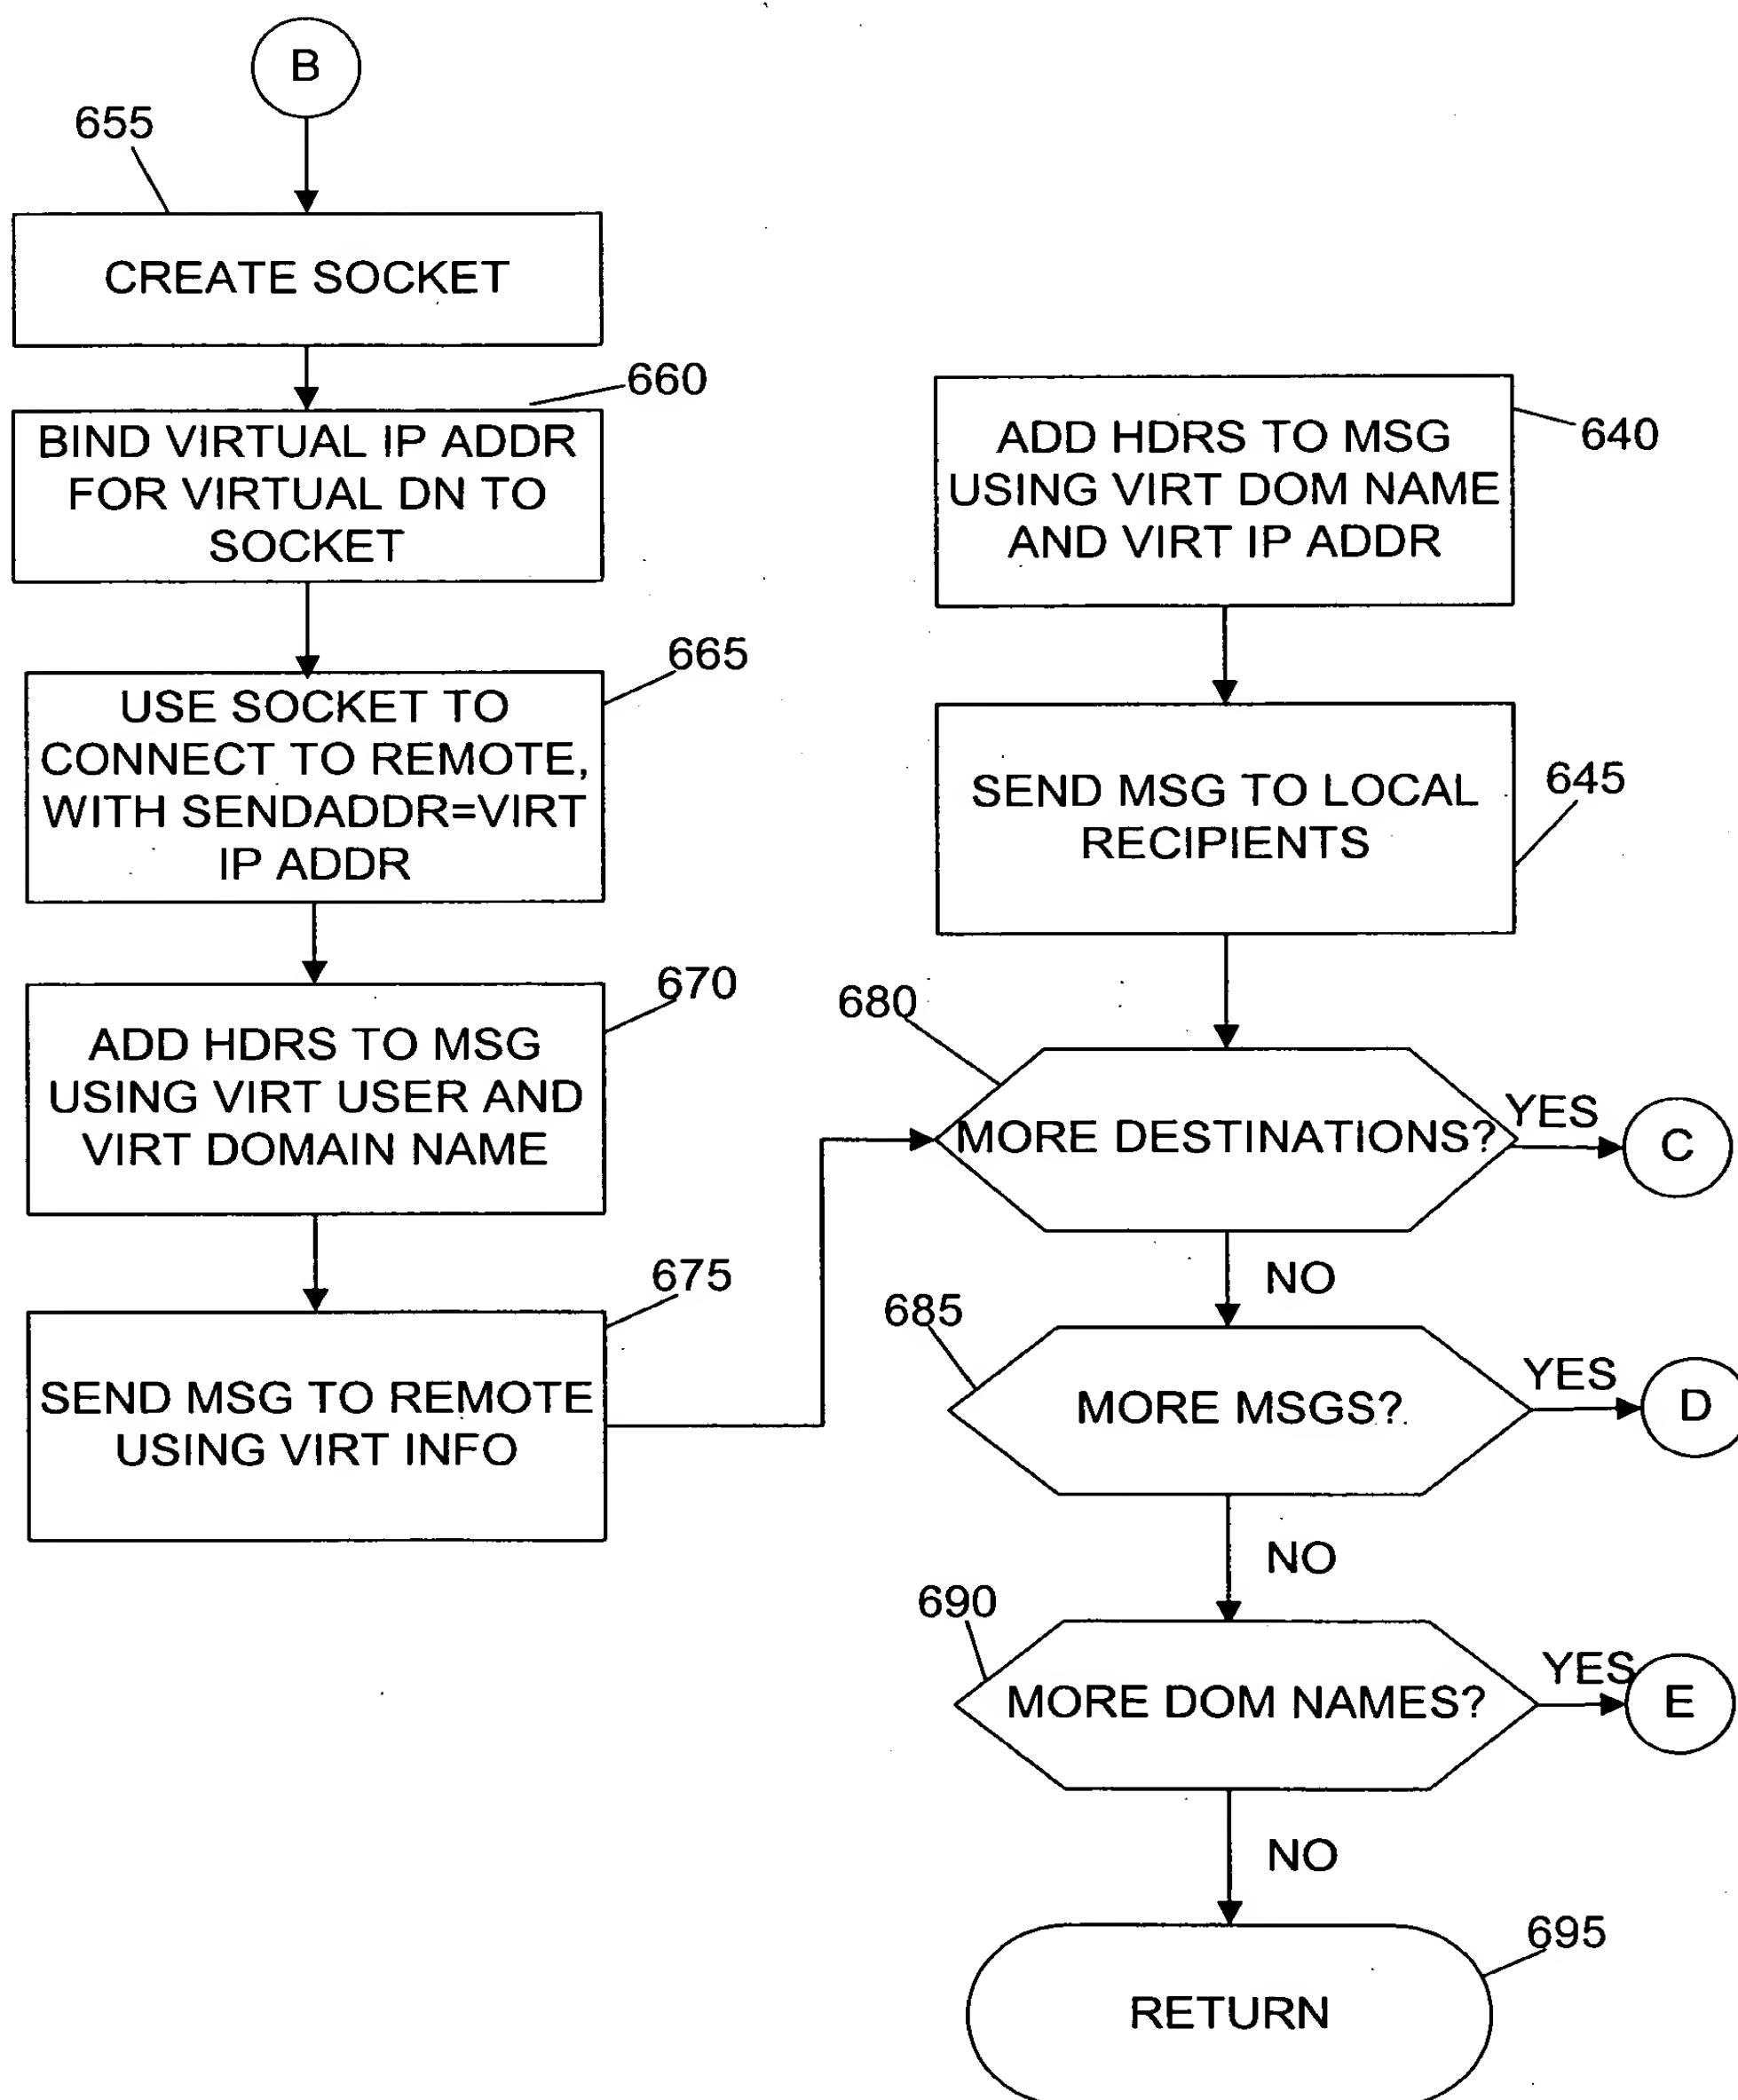 B
655
CREATE SOCKET
660
BIND VIRTUAL IP ADDR
FOR VIRTUAL DN TO
SOCKET
665
USE SOCKET TO
CONNECT TO REMOTE,
WITH SENDADDR=VIRT
IP ADDR
670
ADD HDRS TO MSG
USING VIRT USER AND
VIRT DOMAIN NAME
675
SEND MSG TO REMOTE
USING VIRT INFO
640
ADD HDRS TO MSG
USING VIRT DOM NAME
AND VIRT IP ADDR
645
SEND MSG TO LOCAL
RECIPIENTS
680
MORE DESTINATIONS?
YES
C
NO
685
MORE MSGS?
YES
D
NO
690
MORE DOM NAMES?
YES
E
NO
695
RETURN